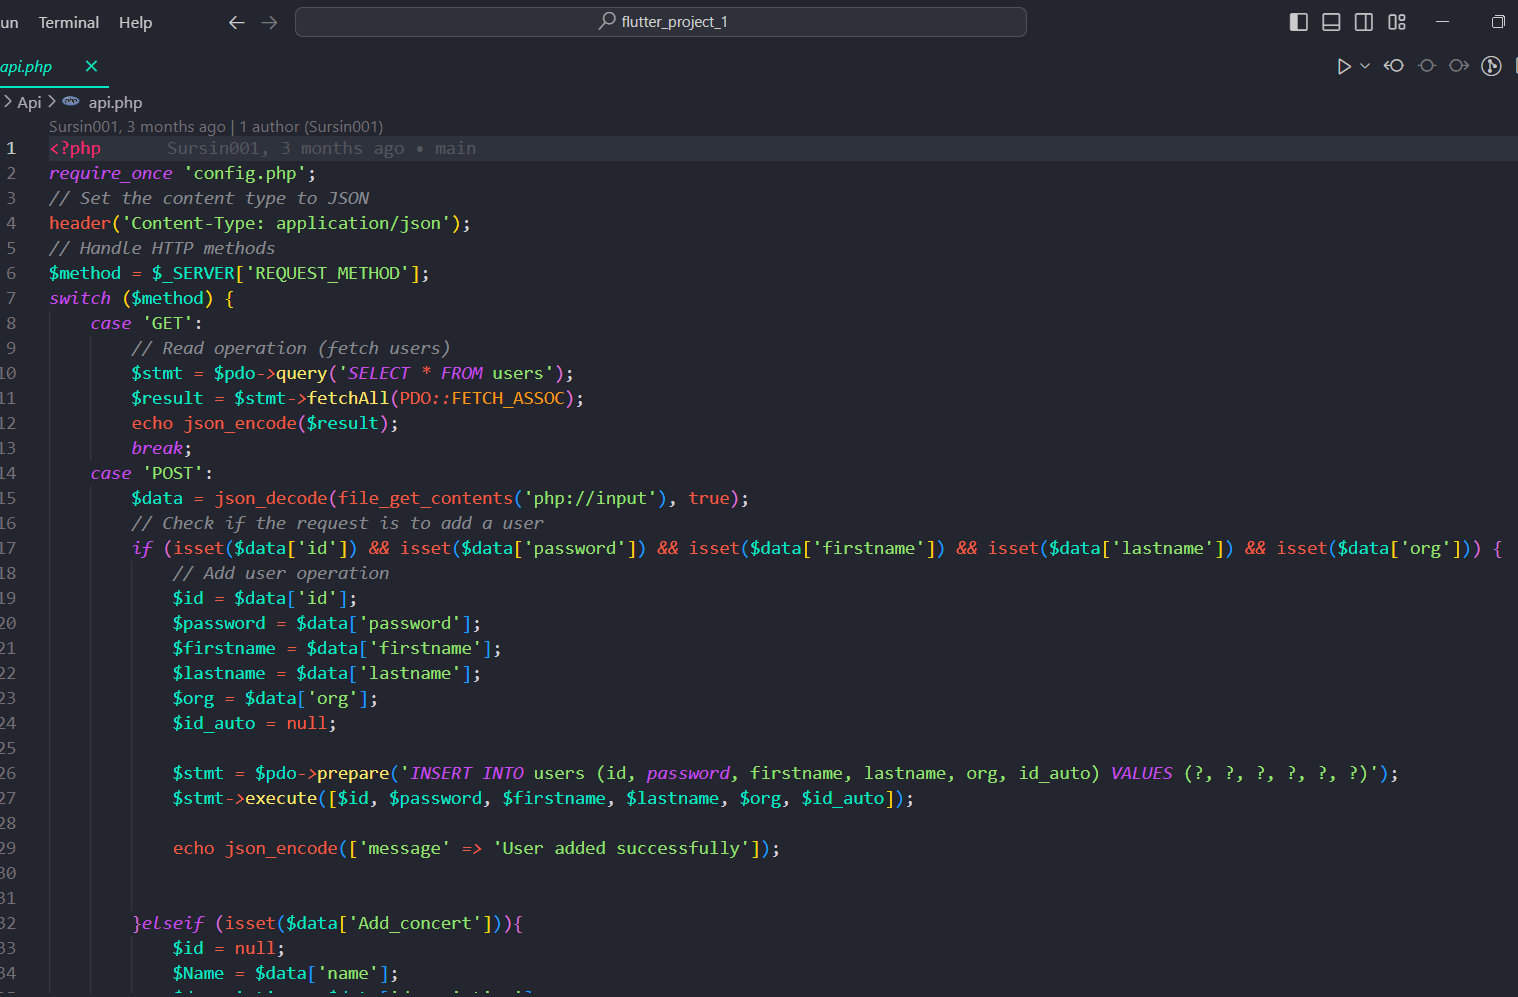 un Terminal Help flutter_project_1
api.php
Api api.php
Sursin001, 3 months ago | 1 author (Sursin001)
1 <?php Sursin001, 3 months ago • main
2 require_once 'config.php';
3 // Set the content type to JSON
4 header('Content-Type: application/json');
5 // Handle HTTP methods
6 $method = $_SERVER['REQUEST_METHOD'];
7 switch ($method) {
8 case 'GET':
9 // Read operation (fetch users)
10 $stmt = $pdo->query('SELECT * FROM users');
11 $result = $stmt->fetchAll(PDO::FETCH_ASSOC);
12 echo json_encode($result);
13 break;
14 case 'POST':
15 $data = json_decode(file_get_contents('php://input'), true);
16 // Check if the request is to add a user
17 if (isset($data['id']) && isset($data['password']) && isset($data['firstname']) && isset($data['lastname']) && isset($data['org'])) {
18 // Add user operation
19 $id = $data['id'];
20 $password = $data['password'];
21 $firstname = $data['firstname'];
22 $lastname = $data['lastname'];
23 $org = $data['org'];
24 $id_auto = null;
25
26 $stmt = $pdo->prepare('INSERT INTO users (id, password, firstname, lastname, org, id_auto) VALUES (?, ?, ?, ?, ?, ?)');
27 $stmt->execute([$id, $password, $firstname, $lastname, $org, $id_auto]);
28
29 echo json_encode(['message' => 'User added successfully']);
30
31
32 }elseif (isset($data['Add_concert'])){
33 $id = null;
34 $Name = $data['name'];